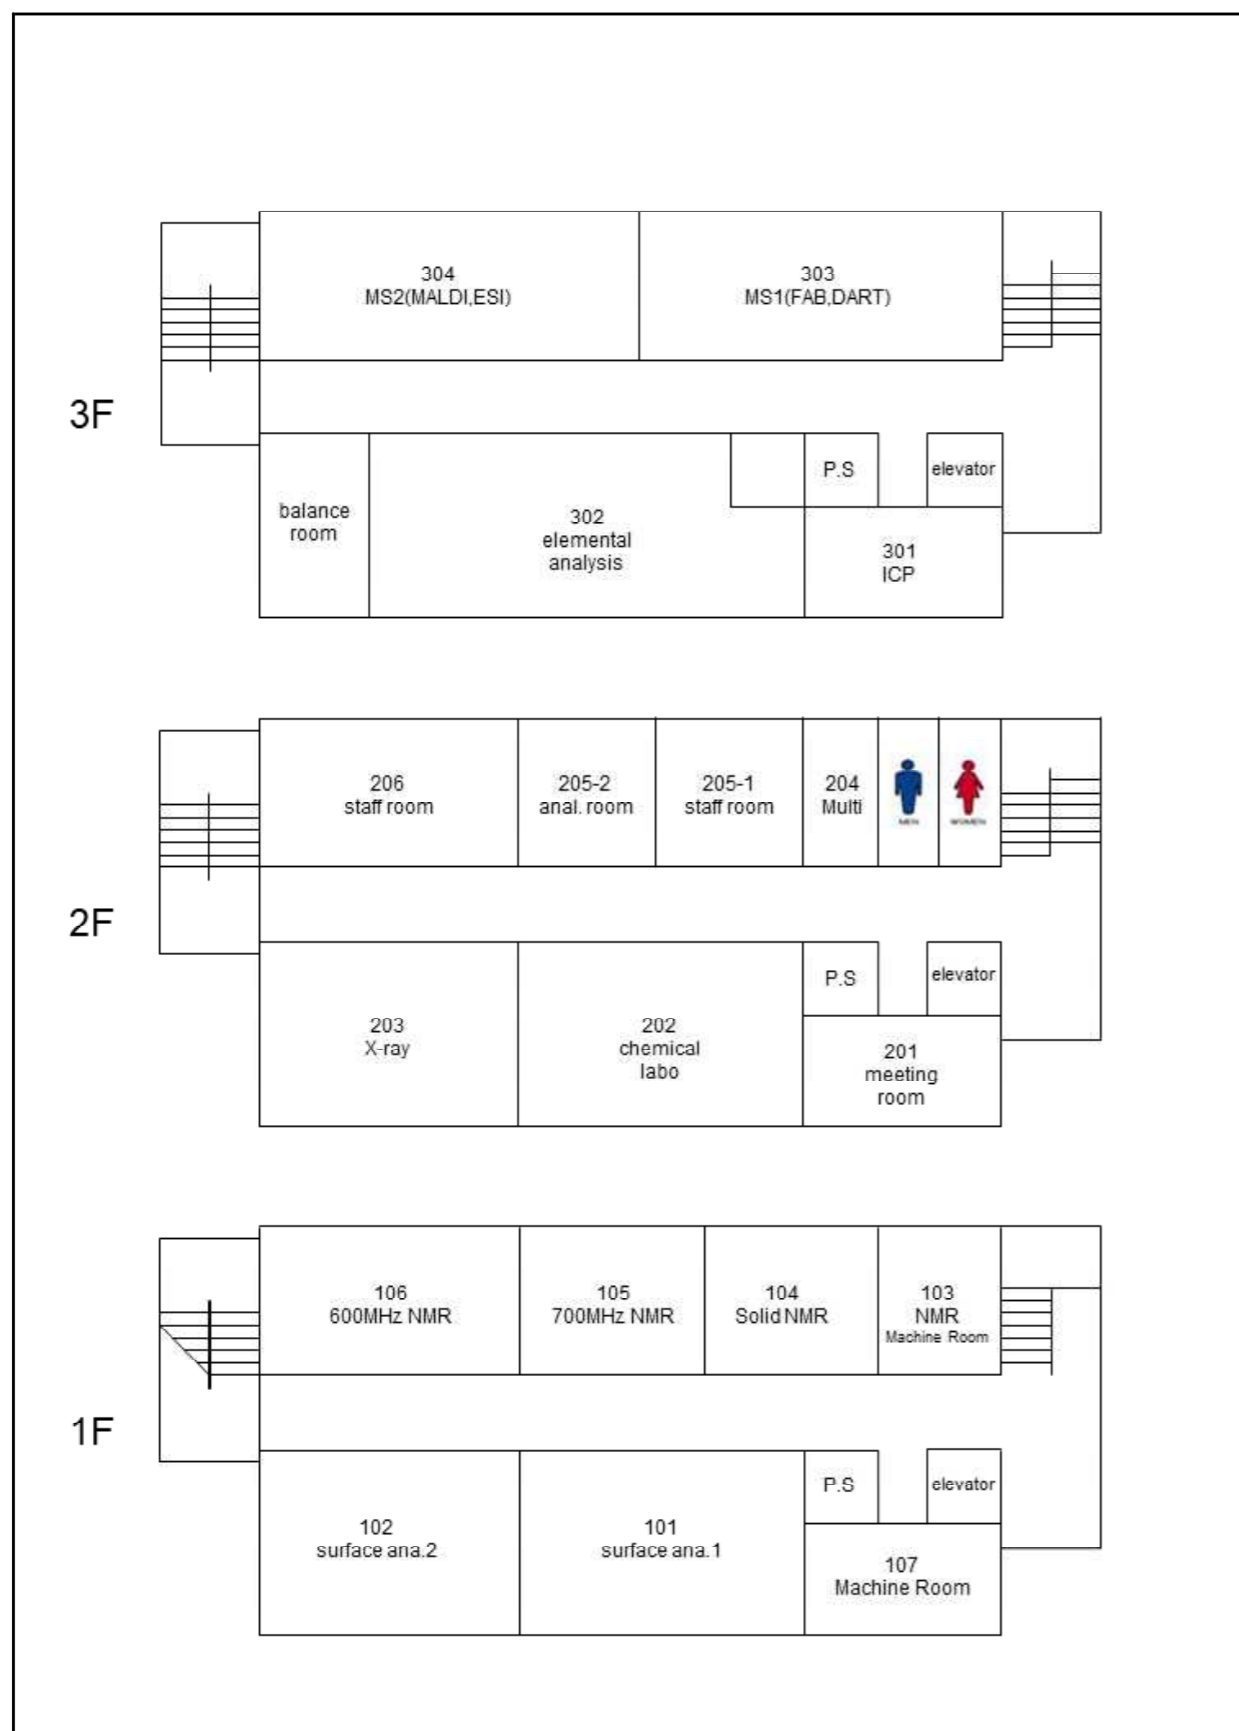 304
MS2(MALDI,ESI)
303
MS1(FAB,DART)
3F
balance
room
302
elemental
analysis
P.S
elevator
301
ICP
206
staff room
205-2
anal. room
205-1
staff room
204
Multi
MEN
WOMEN
2F
203
X-ray
202
chemical
labo
P.S
elevator
201
meeting
room
106
600MHz NMR
105
700MHz NMR
104
Solid NMR
103
NMR
Machine Room
1F
102
surface ana.2
101
surface ana.1
P.S
elevator
107
Machine Room